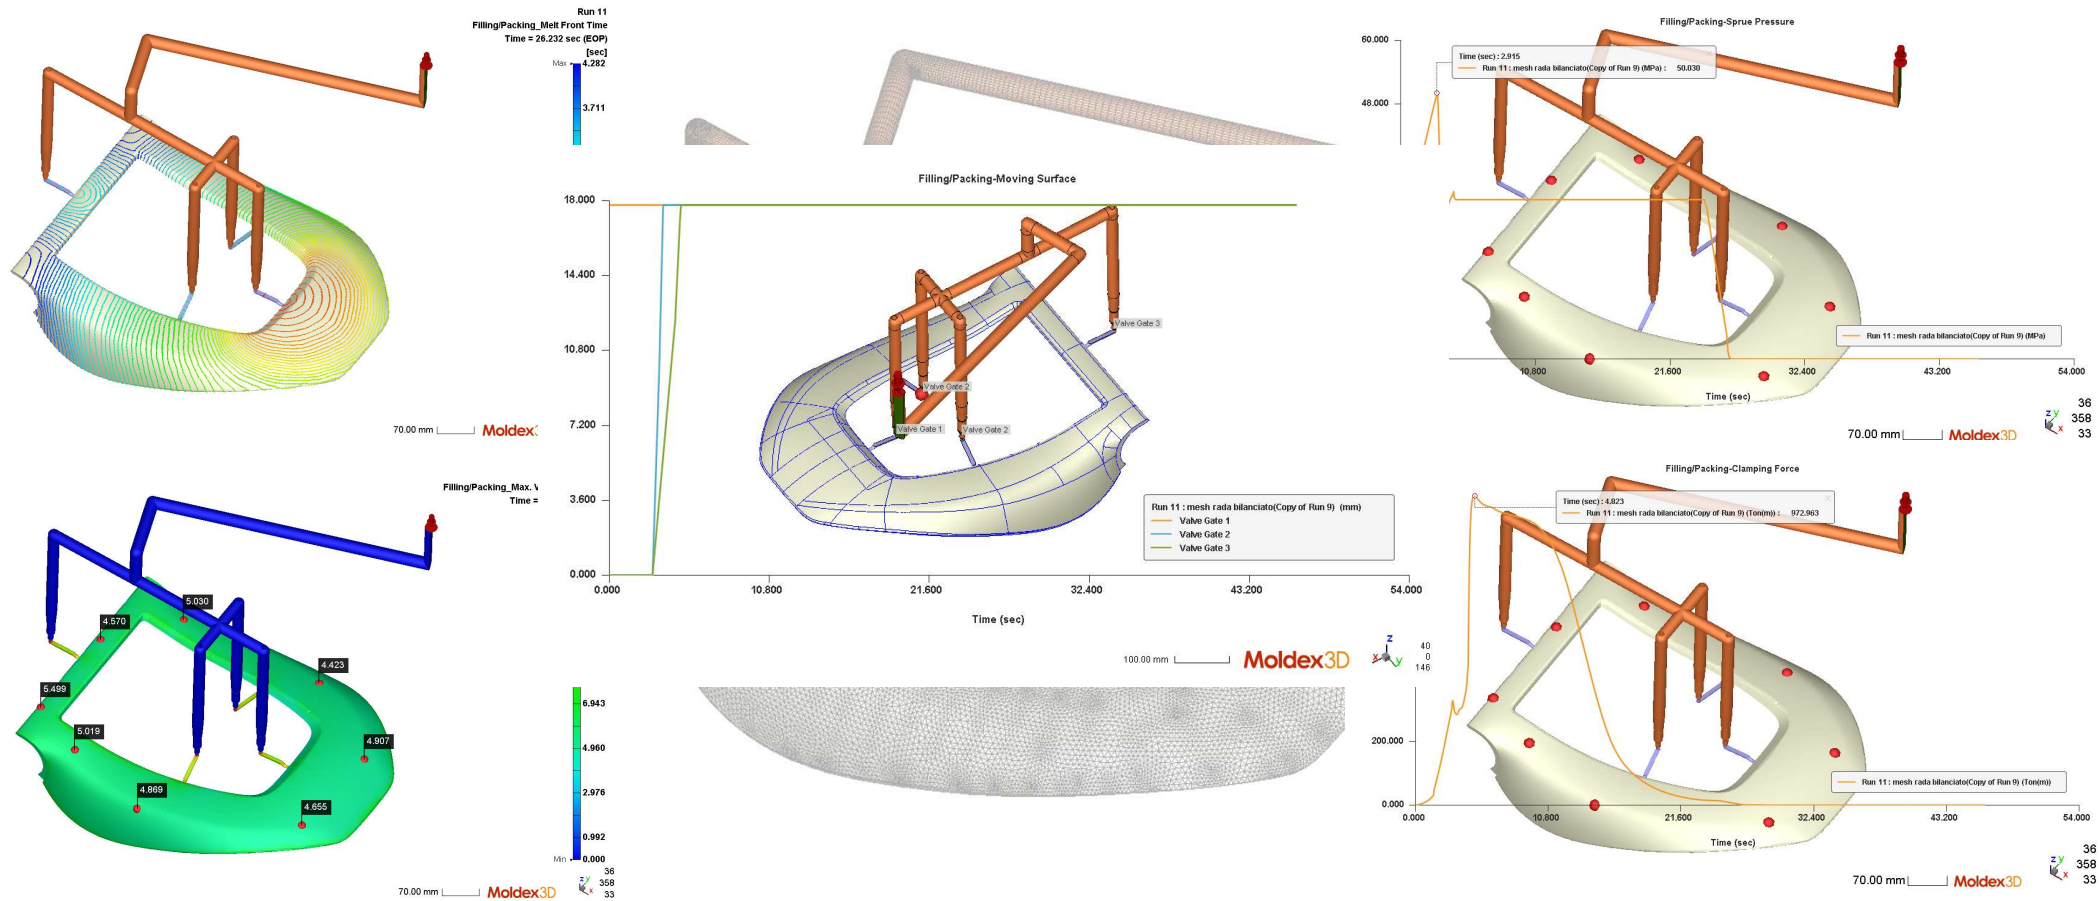 Run 11
Filling/Packing_Melt Front Time
Time = 26.232 sec (EOP)
[sec]
Max 4.282
3.711
70.00 mm Moldex3
Filling/Packing_Max. V
Time =
5.030
4.570
4.423
5.499
5.019
4.907
4.869
4.655
6.943
4.960
2.976
0.992
Min 0.000
70.00 mm Moldex3D
z y x
36
358
33
Filling/Packing-Moving Surface
18.000
14.400
10.800
7.200
3.600
0.000
Valve Gate 3
Valve Gate 2
Valve Gate 1
Valve Gate 2
Run 11 : mesh rada bilanciato(Copy of Run 9) (mm)
Valve Gate 1
Valve Gate 2
Valve Gate 3
0.000 10.800 21.600 32.400 43.200 54.000
Time (sec)
100.00 mm Moldex3D
z x y
40
0
146
Filling/Packing-Sprue Pressure
60.000
48.000
Time (sec) : 2.915
Run 11 : mesh rada bilanciato(Copy of Run 9) (MPa) : 50.030
Run 11 : mesh rada bilanciato(Copy of Run 9) (MPa)
10.800 21.600 32.400 43.200 54.000
Time (sec)
70.00 mm Moldex3D
z y x
36
358
33
Filling/Packing-Clamping Force
Time (sec) : 4.823
Run 11 : mesh rada bilanciato(Copy of Run 9) (Ton(m)) : 972.963
200.000
0.000
Run 11 : mesh rada bilanciato(Copy of Run 9) (Ton(m))
0.000 10.800 21.600 32.400 43.200 54.000
Time (sec)
70.00 mm Moldex3D
z y x
36
358
33